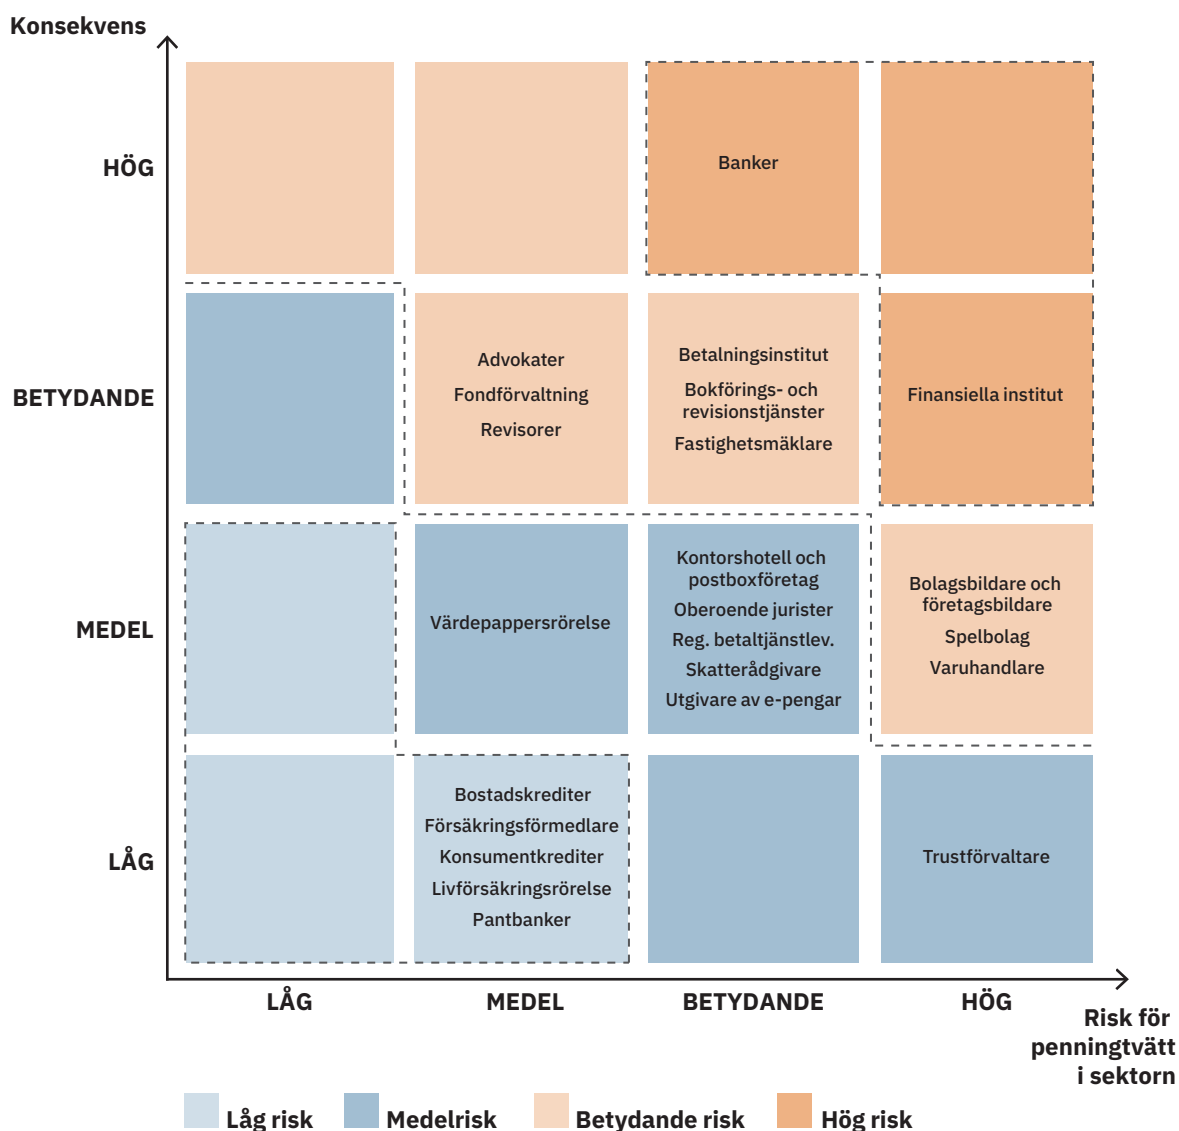 Konsekvens
HÖG
Banker
BETYDANDE
Advokater
Fondförvaltning
Revisorer
Betalningsinstitut
Bokförings- och
revisionstjänster
Fastighetsmäklare
Finansiella institut
MEDEL
Värdepappersrörelse
Kontorshotell och
postboxföretag
Oberoende jurister
Reg. betaltjänstlev.
Skatterådgivare
Utgivare av e-pengar
Bolagsbildare och
företagsbildare
Spelbolag
Varuhandlare
LÅG
Bostadskrediter
Försäkringsförmedlare
Konsumentkrediter
Livförsäkringsrörelse
Pantbanker
Trustförvaltare
LÅG
MEDEL
BETYDANDE
HÖG
Risk för
penningtvätt
i sektorn
Låg risk
Medelrisk
Betydande risk
Hög risk